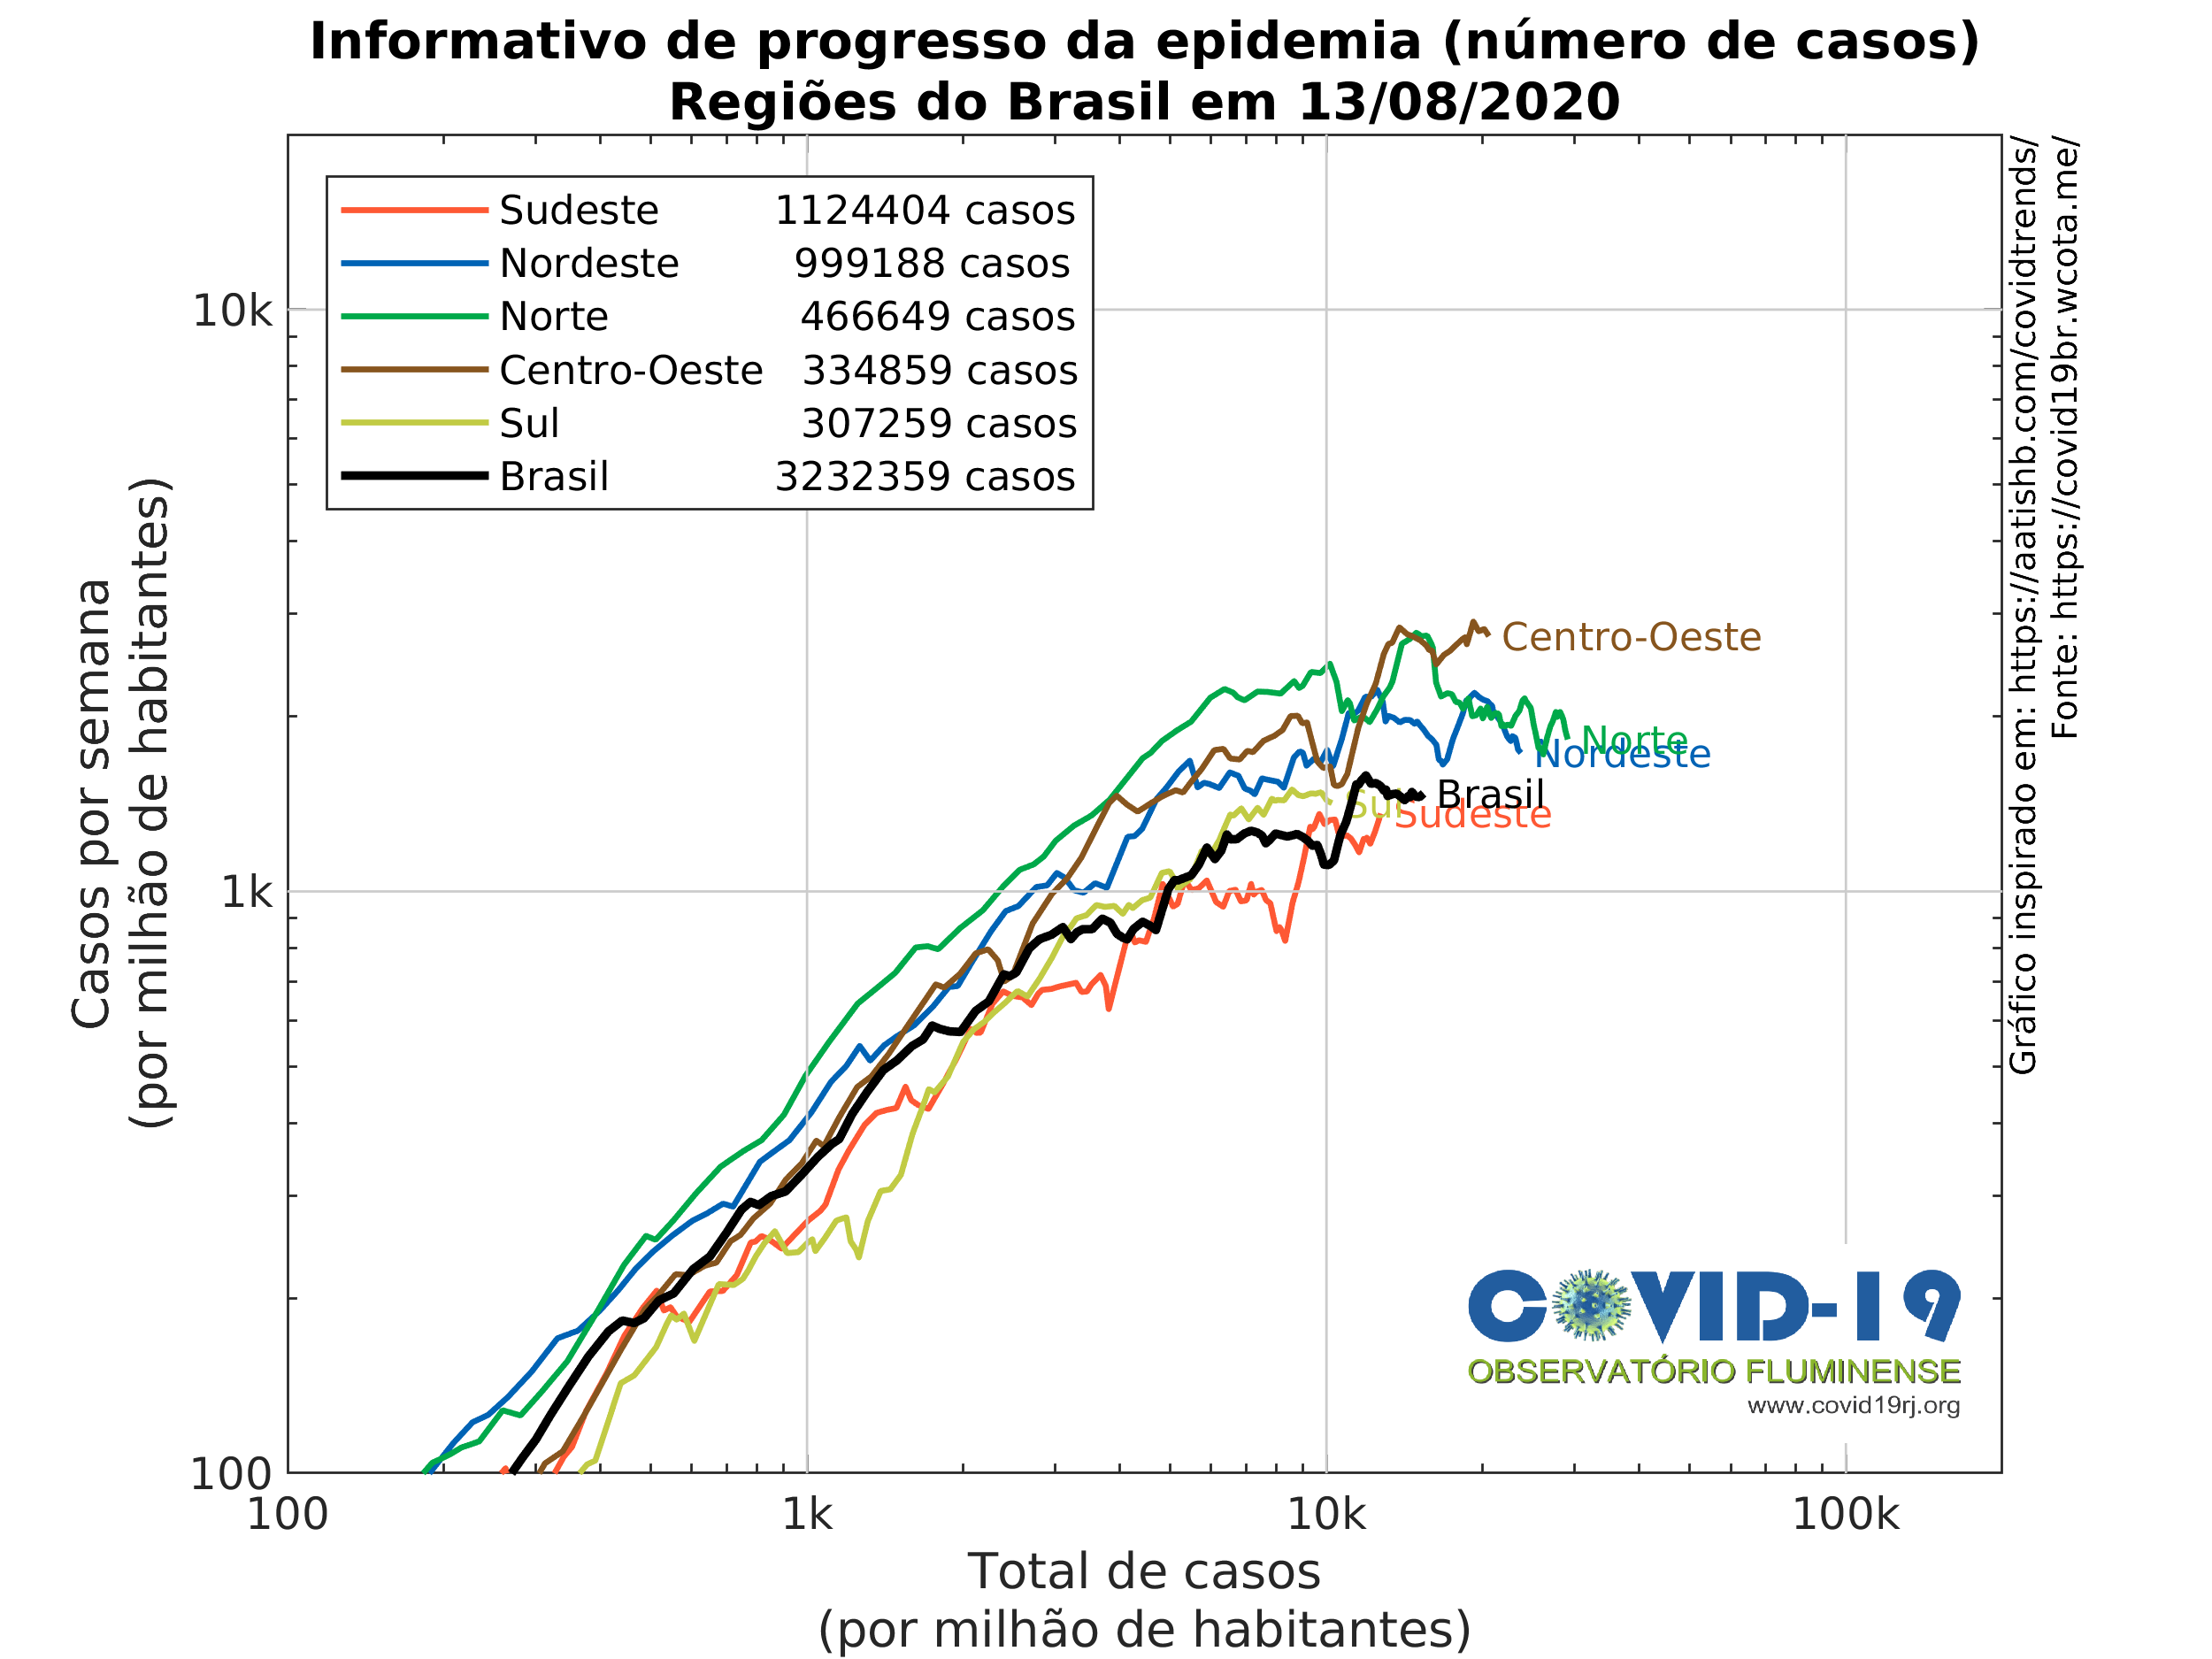 Informativo de progresso da epidemia (número de casos)
Regiões do Brasil em 13/08/2020
Sudeste 1124404 casos
Nordeste 999188 casos
Norte 466649 casos
Centro-Oeste 334859 casos
Sul 307259 casos
Brasil 3232359 casos
10k
1k
100
Casos por semana
(por milhão de habitantes)
Centro-Oeste
Norte
Nordeste
Brasil
Sul
Sudeste
Gráfico inspirado em: https://aatishb.com/covidtrends/
Fonte: https://covid19br.wcota.me/
COVID-19
OBSERVATÓRIO FLUMINENSE
www.covid19rj.org
100
1k
10k
100k
Total de casos
(por milhão de habitantes)